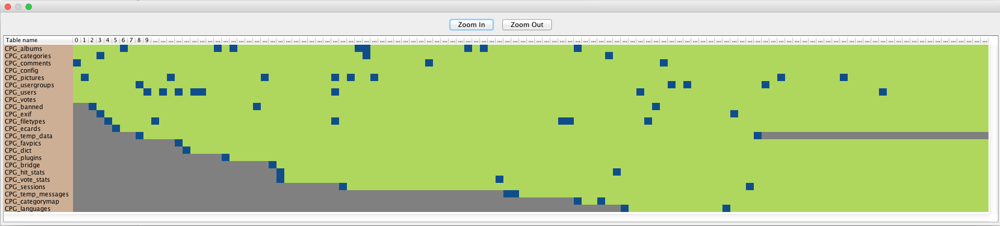 Zoom In Zoom Out
Table name 0 1 2 3 4 5 6 7 8 9 ... ... ... ... ... ... ... ... ... ... ... ... ... ... ... ... ... ... ... ... ... ... ... ... ... ... ... ... ... ... ... ... ... ... ... ... ... ... ... ... ... ... ... ... ... ... ... ... ... ... ... ... ... ... ... ... ... ... ... ... ... ... ... ... ... ... ... ... ... ... ... ... ... ... ... ... ... ... ... ... ... ... ... ... ... ... ... ... ... ... ... ... ... ... ... ... ... ... ... ... ... ... ... ... ... ... ...
CPG_albums
CPG_categories
CPG_comments
CPG_config
CPG_pictures
CPG_usergroups
CPG_users
CPG_votes
CPG_banned
CPG_exif
CPG_filetypes
CPG_ecards
CPG_temp_data
CPG_favpics
CPG_dict
CPG_plugins
CPG_bridge
CPG_hit_stats
CPG_vote_stats
CPG_sessions
CPG_temp_messages
CPG_categorymap
CPG_languages